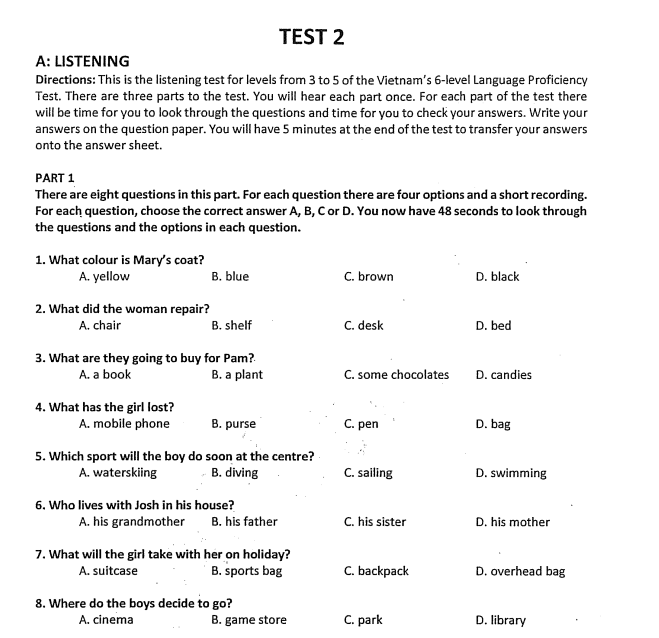 TEST 2
A: LISTENING
Directions: This is the listening test for levels from 3 to 5 of the Vietnam's 6-level Language Proficiency
Test. There are three parts to the test. You will hear each part once. For each part of the test there
will be time for you to look through the questions and time for you to check your answers. Write your
answers on the question paper. You will have 5 minutes at the end of the test to transfer your answers
onto the answer sheet.
PART 1
There are eight questions in this part. For each question there are four options and a short recording.
For each question, choose the correct answer A, B, C or D. You now have 48 seconds to look through
the questions and the options in each question.
1. What colour is Mary's coat?
A. yellow B. blue C. brown D. black
2. What did the woman repair?
A. chair B. shelf C. desk D. bed
3. What are they going to buy for Pam?
A. a book B. a plant C. some chocolates D. candies
4. What has the girl lost?
A. mobile phone B. purse C. pen D. bag
5. Which sport will the boy do soon at the centre?
A. waterskiing B. diving C. sailing D. swimming
6. Who lives with Josh in his house?
A. his grandmother B. his father C. his sister D. his mother
7. What will the girl take with her on holiday?
A. suitcase B. sports bag C. backpack D. overhead bag
8. Where do the boys decide to go?
A. cinema B. game store C. park D. library